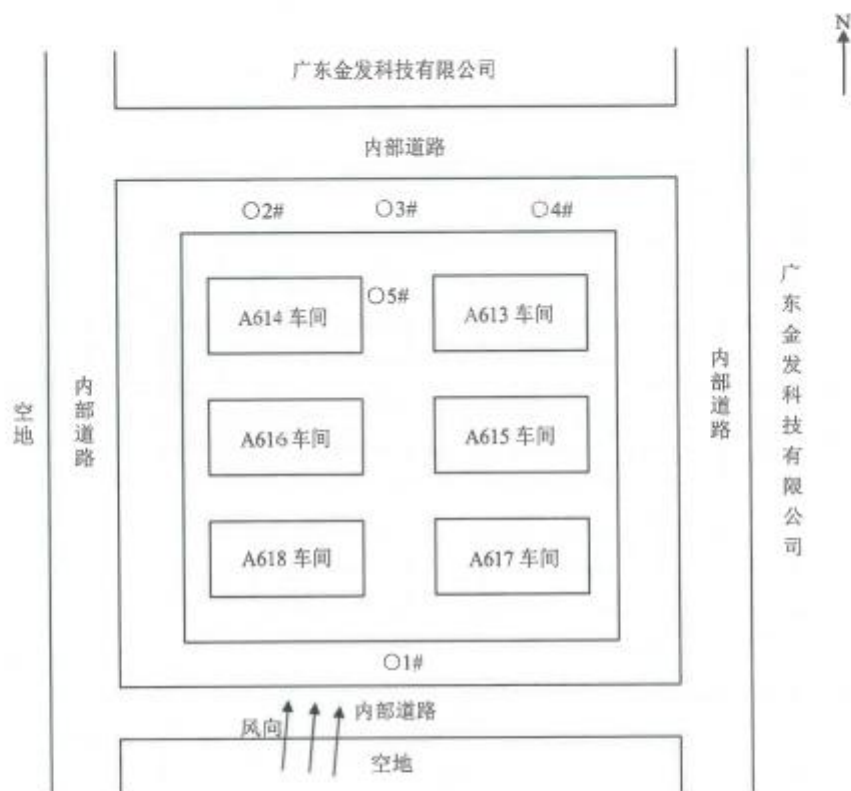 N
广东金发科技有限公司
内部道路
○2#
○3#
○4#
○5#
A614 车间
A613 车间
广东金发科技有限公司
内部道路
内部道路
空地
A616 车间
A615 车间
A618 车间
A617 车间
○1#
内部道路
风向
空地